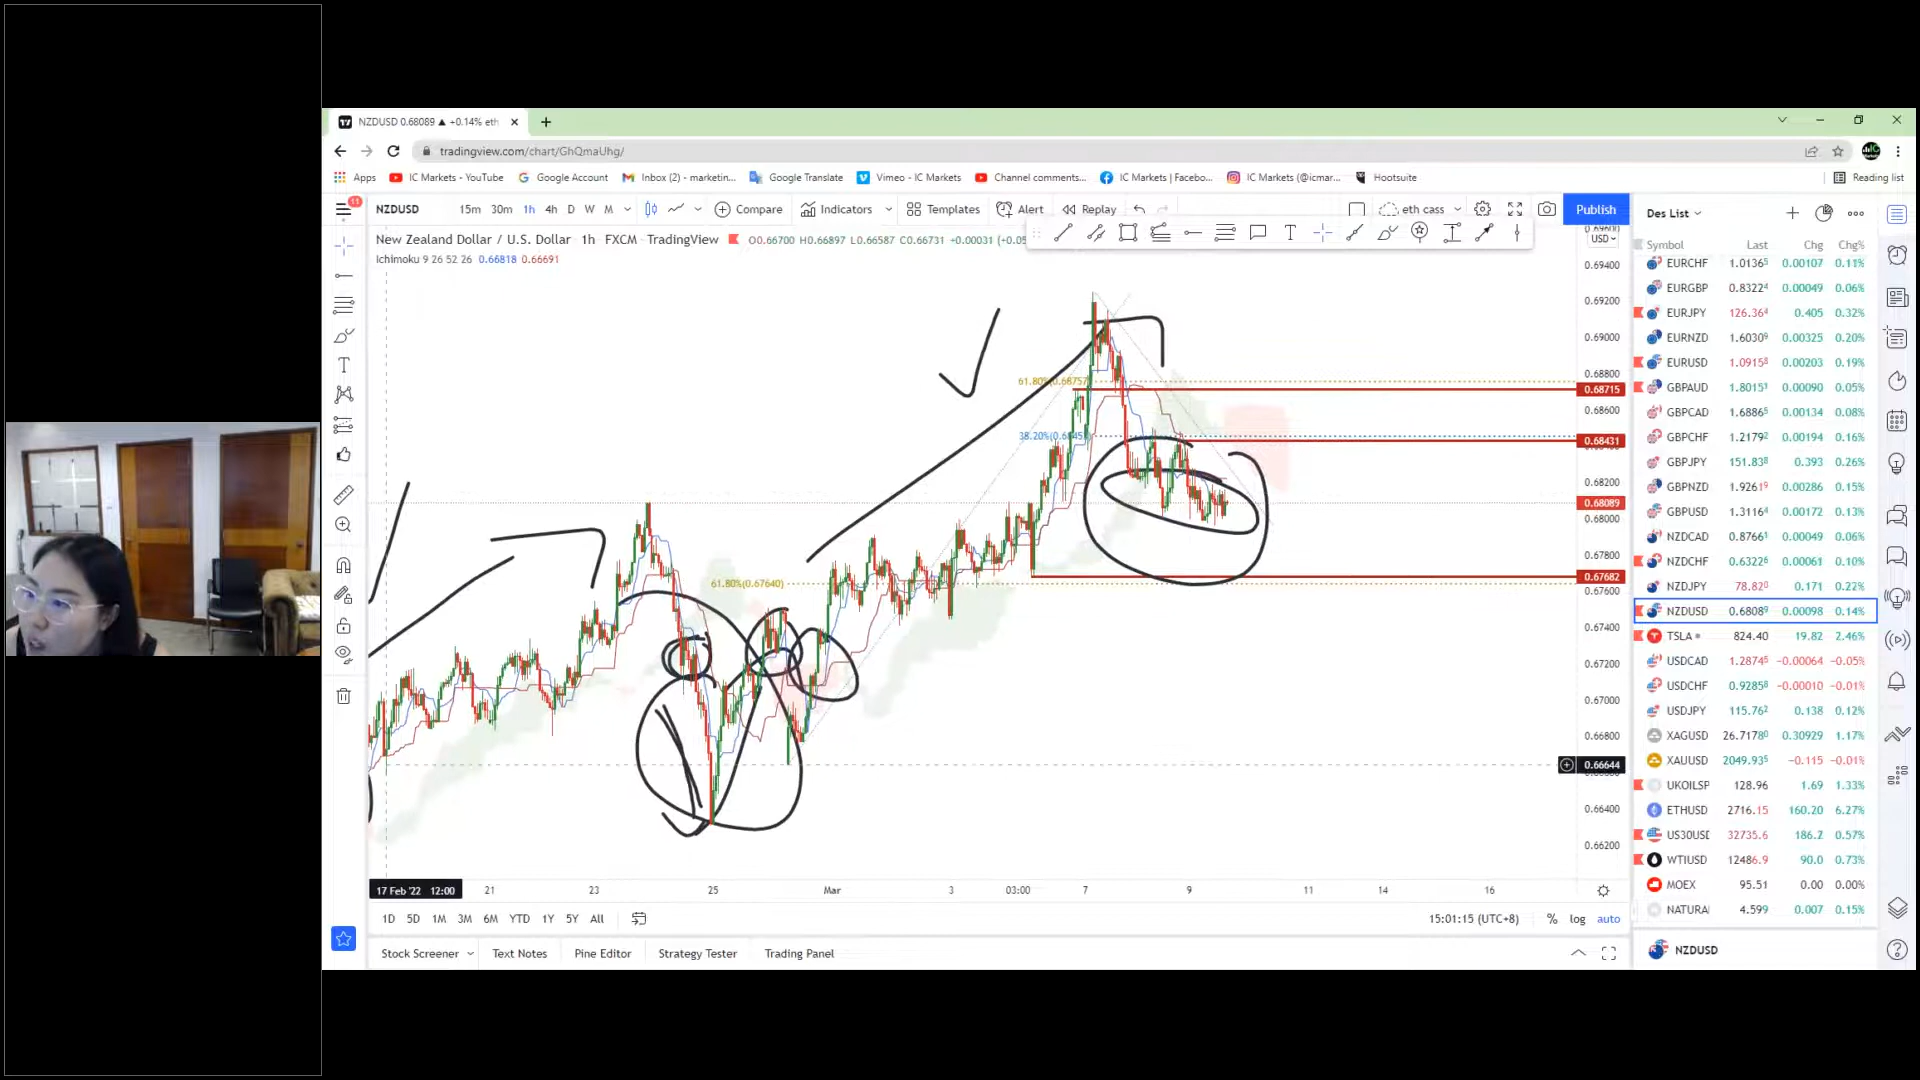 NZDUSD 0.68089 ▲ +0.14% eth
tradingview.com/chart/GhQmaUhg/
Apps IC Markets - YouTube Google Account Inbox (2) - marketin... Google Translate Vimeo - IC Markets Channel comments... IC Markets | Facebo... IC Markets (@icmar... Hootsuite Reading list
11 NZDUSD 15m 30m 1h 4h D W M Compare Indicators Templates Alert Replay eth cass Publish Des List
New Zealand Dollar / U.S. Dollar · 1h · FXCM · TradingView O0.66700 H0.66897 L0.66587 C0.66731 +0.00031
Ichimoku 9 26 52 26 0.66818 0.66691
USD
0.69400
0.69200
0.69000
0.68800
61.80%(0.68757)
0.68715
0.68600
0.68431
0.68200
0.68089
0.68000
0.67800
0.67682
61.80%(0.67640)
0.67600
0.67400
0.67200
0.67000
0.66800
0.66644
0.66400
0.66200
17 Feb '22 12:00 21 23 25 Mar 3 03:00 7 9 11 14 16
1D 5D 1M 3M 6M YTD 1Y 5Y All 15:01:15 (UTC+8) % log auto
Stock Screener Text Notes Pine Editor Strategy Tester Trading Panel
Symbol Last Chg Chg%
EURCHF 1.01365 0.00107 0.11%
EURGBP 0.83224 0.00049 0.06%
EURJPY 126.364 0.405 0.32%
EURNZD 1.60309 0.00325 0.20%
EURUSD 1.09158 0.00203 0.19%
GBPAUD 1.80151 0.00090 0.05%
GBPCAD 1.68865 0.00134 0.08%
GBPCHF 1.21792 0.00194 0.16%
GBPJPY 151.838 0.393 0.26%
GBPNZD 1.92619 0.00286 0.15%
GBPUSD 1.31164 0.00172 0.13%
NZDCAD 0.87661 0.00049 0.06%
NZDCHF 0.63226 0.00061 0.10%
NZDJPY 78.820 0.171 0.22%
NZDUSD 0.68089 0.00098 0.14%
TSLA 824.40 19.82 2.46%
USDCAD 1.28745 −0.00064 −0.05%
USDCHF 0.92858 −0.00010 −0.01%
USDJPY 115.762 0.138 0.12%
XAGUSD 26.71780 0.30929 1.17%
XAUUSD 2049.935 −0.115 −0.01%
UKOILSP 128.96 1.69 1.33%
ETHUSD 2716.15 160.20 6.27%
US30USD 32735.6 186.2 0.57%
WTIUSD 12486.9 90.0 0.73%
MOEX 95.51 0.00 0.00%
NATURA 4.599 0.007 0.15%
NZDUSD